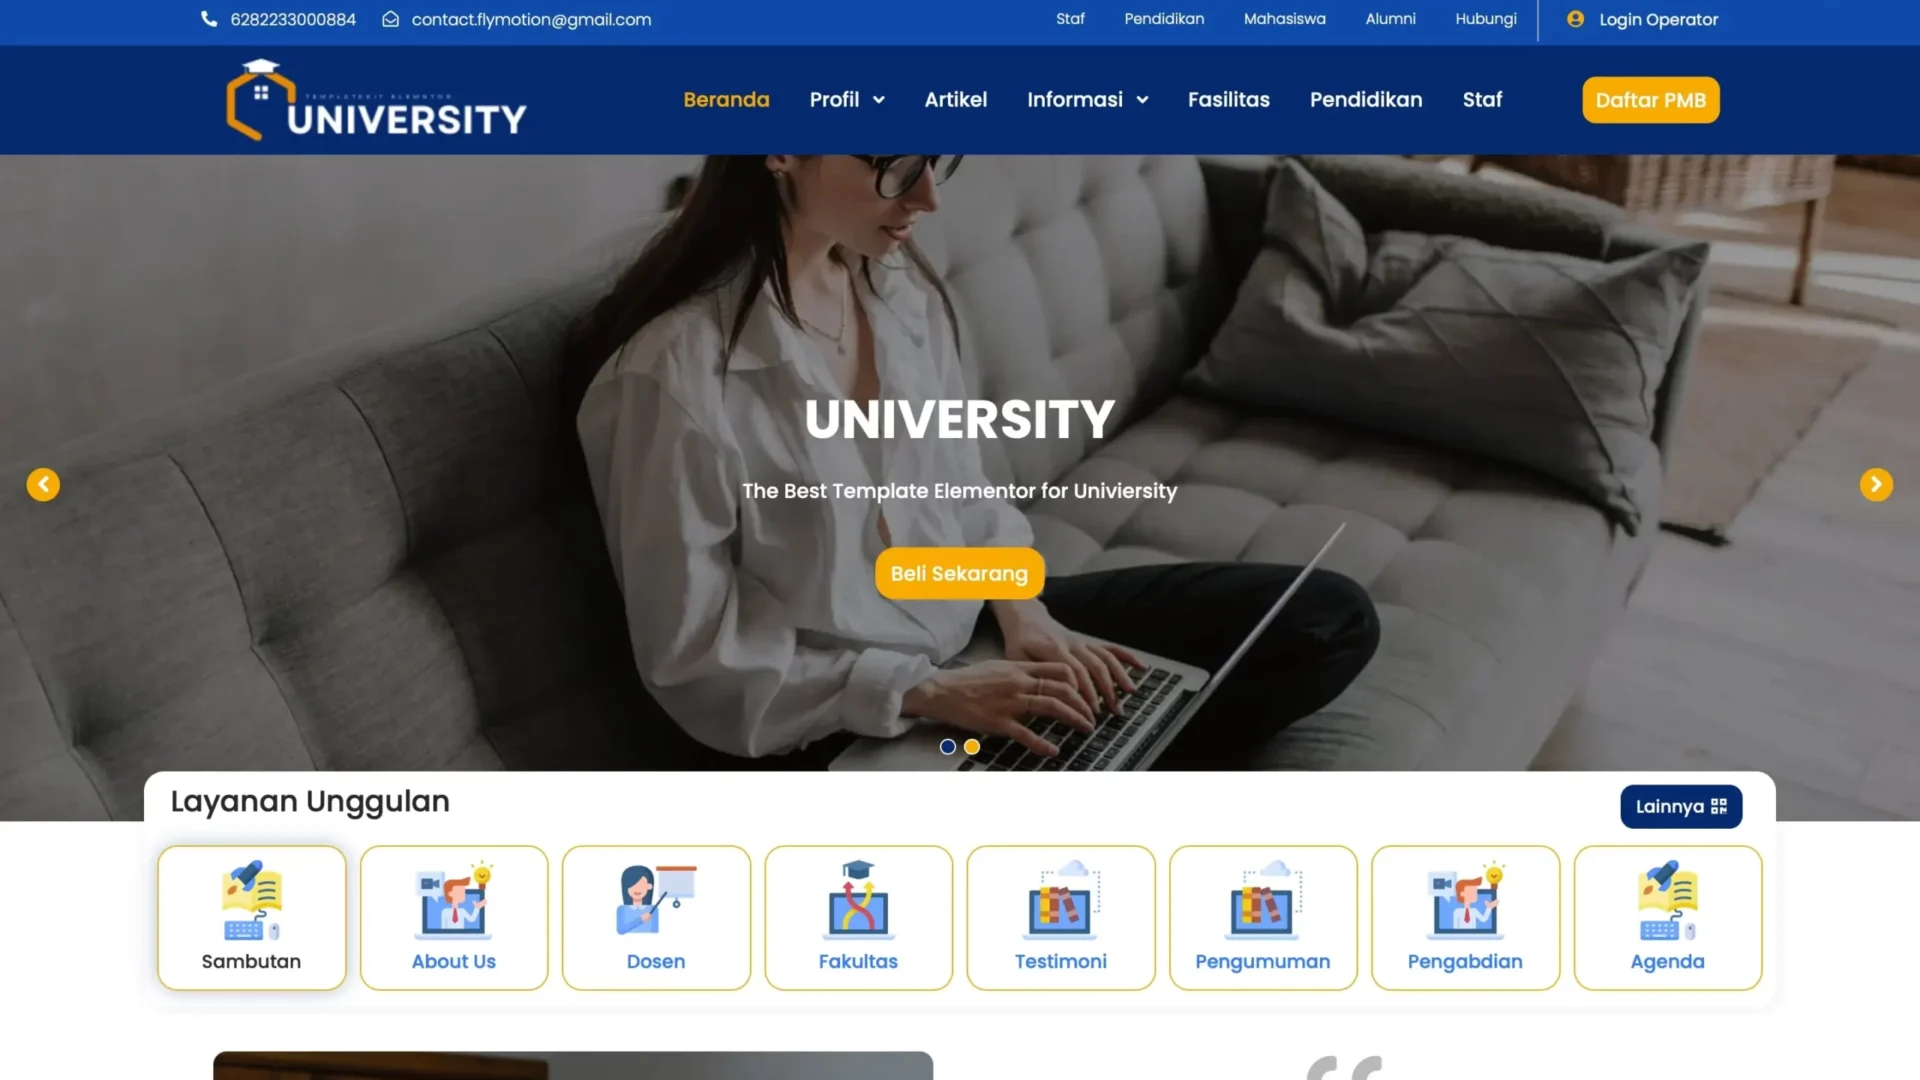 6282233000884 contact.flymotion@gmail.com Staf Pendidikan Mahasiswa Alumni Hubungi Login Operator
TEMPLATEKIT ELEMNTOR
UNIVERSITY
Beranda Profil Artikel Informasi Fasilitas Pendidikan Staf Daftar PMB
UNIVERSITY
The Best Template Elementor for Univiersity
Beli Sekarang
Layanan Unggulan Lainnya
Sambutan About Us Dosen Fakultas Testimoni Pengumuman Pengabdian Agenda